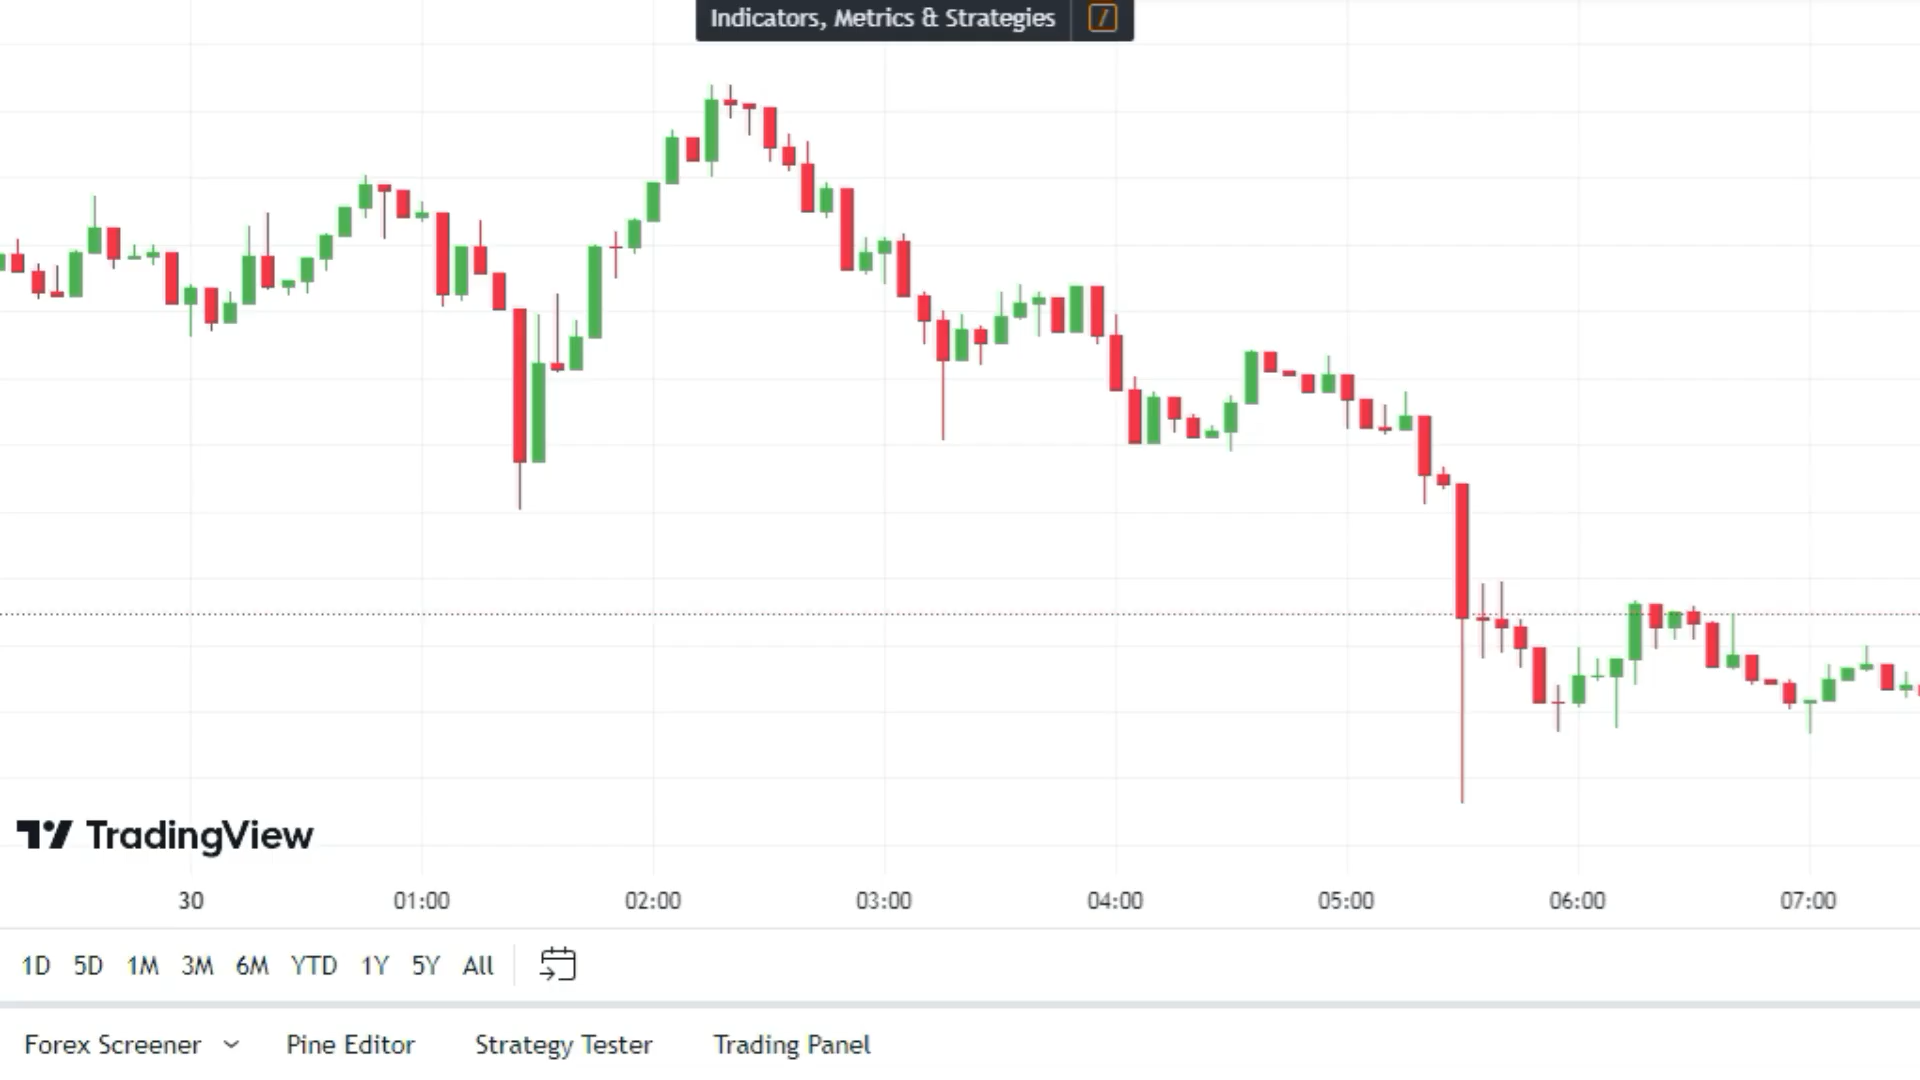 Indicators, Metrics & Strategies /
TradingView
30 01:00 02:00 03:00 04:00 05:00 06:00 07:00
1D 5D 1M 3M 6M YTD 1Y 5Y All
Forex Screener Pine Editor Strategy Tester Trading Panel